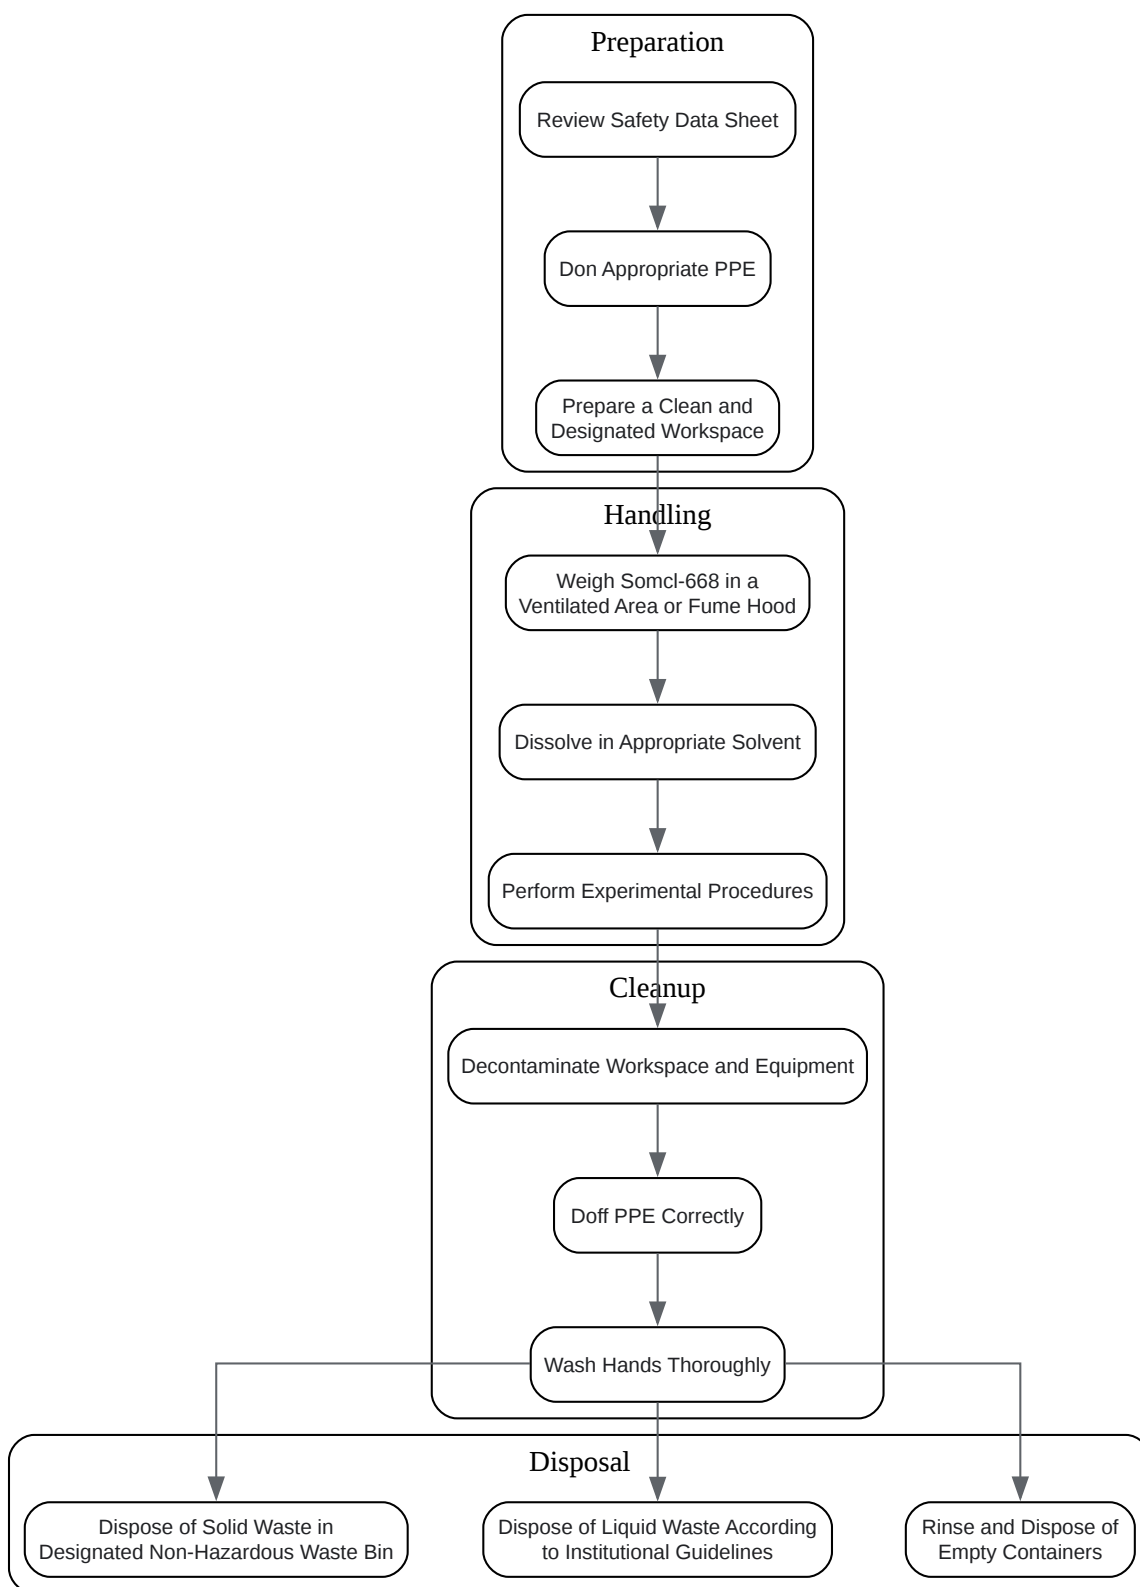 Preparation
Review Safety Data Sheet
Don Appropriate PPE
Prepare a Clean and
Designated Workspace
Handling
Weigh Somcl-668 in a
Ventilated Area or Fume Hood
Dissolve in Appropriate Solvent
Perform Experimental Procedures
Cleanup
Decontaminate Workspace and Equipment
Doff PPE Correctly
Wash Hands Thoroughly
Disposal
Dispose of Solid Waste in
Designated Non-Hazardous Waste Bin
Dispose of Liquid Waste According
to Institutional Guidelines
Rinse and Dispose of
Empty Containers